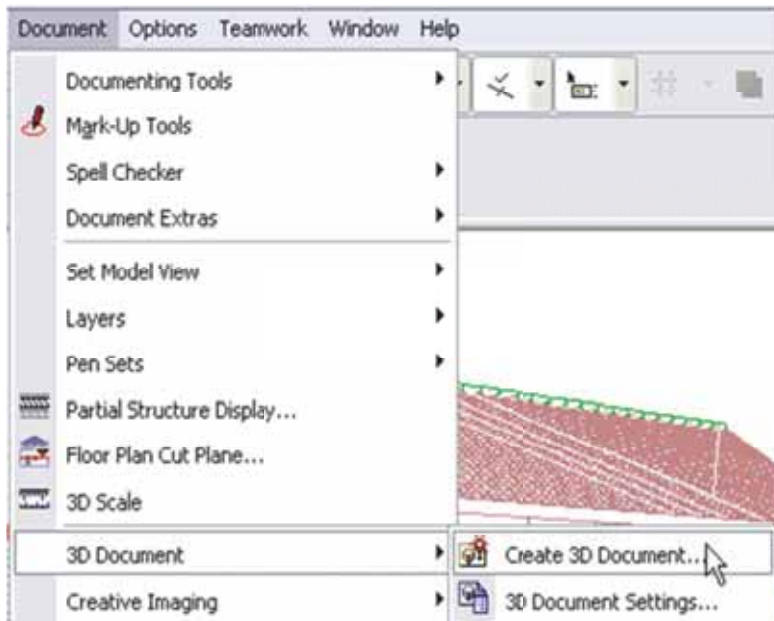 Document Options Teamwork Window Help
Documenting Tools
Mark-Up Tools
Spell Checker
Document Extras
Set Model View
Layers
Pen Sets
Partial Structure Display...
Floor Plan Cut Plane...
3D Scale
3D Document
Create 3D Document...
Creative Imaging
3D Document Settings...